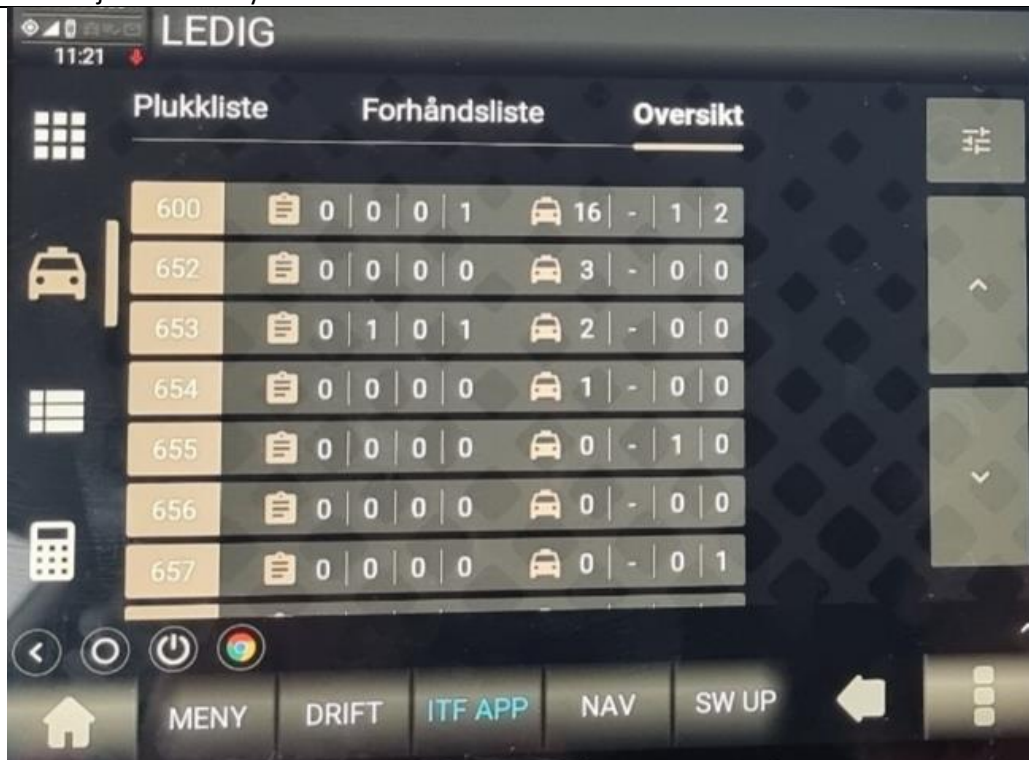 LEDIG
11:21
Plukkliste Forhåndsliste Oversikt
600 0 | 0 | 0 | 1 16 | - | 1 | 2
652 0 | 0 | 0 | 0 3 | - | 0 | 0
653 0 | 1 | 0 | 1 2 | - | 0 | 0
654 0 | 0 | 0 | 0 1 | - | 0 | 0
655 0 | 0 | 0 | 0 0 | - | 1 | 0
656 0 | 0 | 0 | 0 0 | - | 0 | 0
657 0 | 0 | 0 | 0 0 | - | 0 | 1
MENY DRIFT ITF APP NAV SW UP